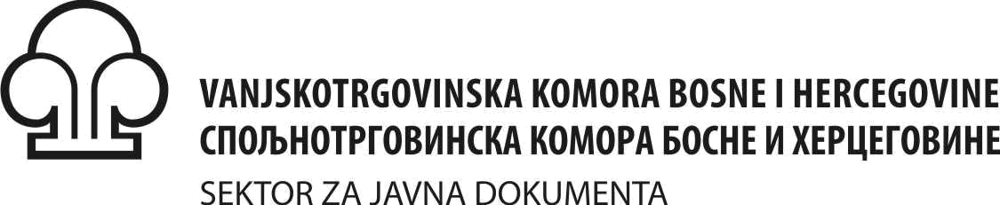 VANJSKOTRGOVINSKA KOMORA BOSNE I HERCEGOVINE
СПОЉНОТРГОВИНСКА КОМОРА БОСНЕ И ХЕРЦЕГОВИНЕ
SEKTOR ZA JAVNA DOKUMENTA